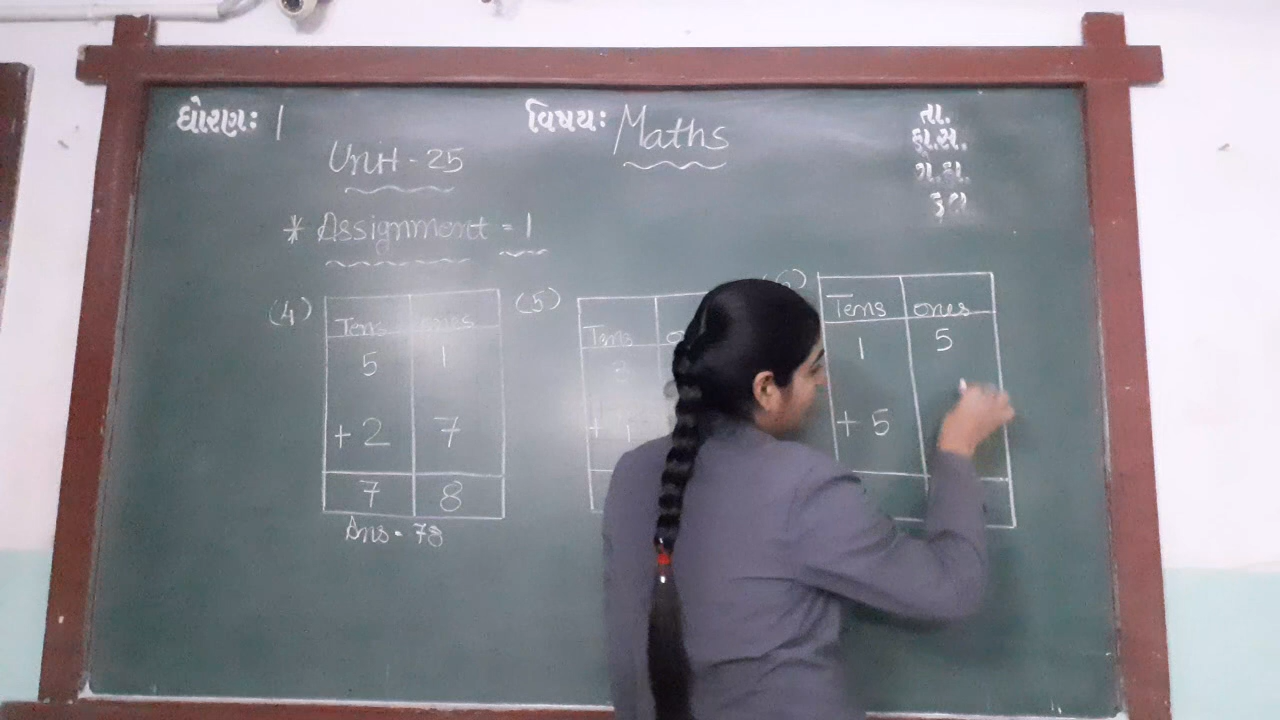 ધોરણઃ 1
વિષયઃ Maths
તા.
Unit - 25
* Assignment = 1
(4)
Tens ones
5 1
+ 2 7
7 8
Ans - 78
(5)
Tens
+ 1
Tens ones
1 5
+ 5